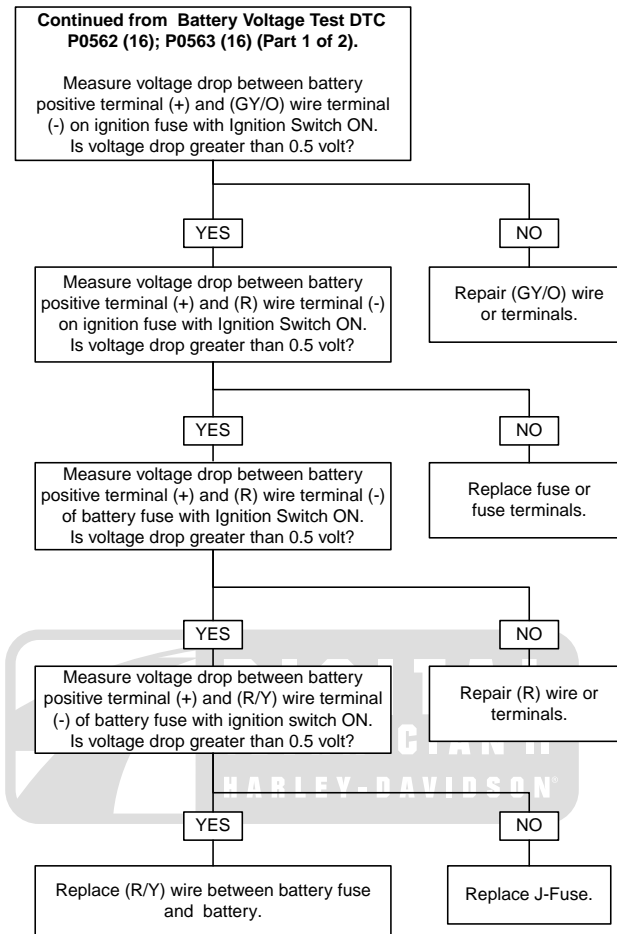 Continued from Battery Voltage Test DTC
P0562 (16); P0563 (16) (Part 1 of 2).
Measure voltage drop between battery
positive terminal (+) and (GY/O) wire terminal
(-) on ignition fuse with Ignition Switch ON.
Is voltage drop greater than 0.5 volt?
YES
NO
Measure voltage drop between battery
positive terminal (+) and (R) wire terminal (-)
on ignition fuse with Ignition Switch ON.
Is voltage drop greater than 0.5 volt?
Repair (GY/O) wire
or terminals.
YES
NO
Measure voltage drop between battery
positive terminal (+) and (R) wire terminal (-)
of battery fuse with Ignition Switch ON.
Is voltage drop greater than 0.5 volt?
Replace fuse or
fuse terminals.
YES
NO
Measure voltage drop between battery
positive terminal (+) and (R/Y) wire terminal
(-) of battery fuse with ignition switch ON.
Is voltage drop greater than 0.5 volt?
Repair (R) wire or
terminals.
HARLEY-DAVIDSON®
YES
NO
Replace (R/Y) wire between battery fuse
and battery.
Replace J-Fuse.